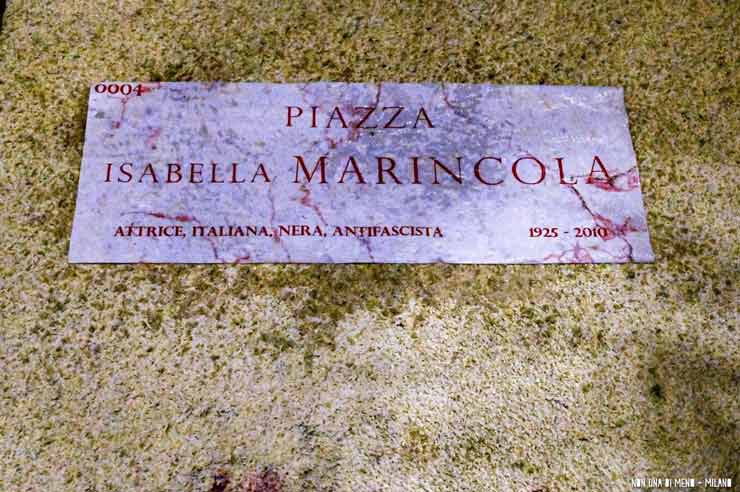 0004
PIAZZA
ISABELLA MARINCOLA
ATTRICE, ITALIANA, NERA, ANTIFASCISTA 1925 - 2010
NON UNA DI MENO - MILANO